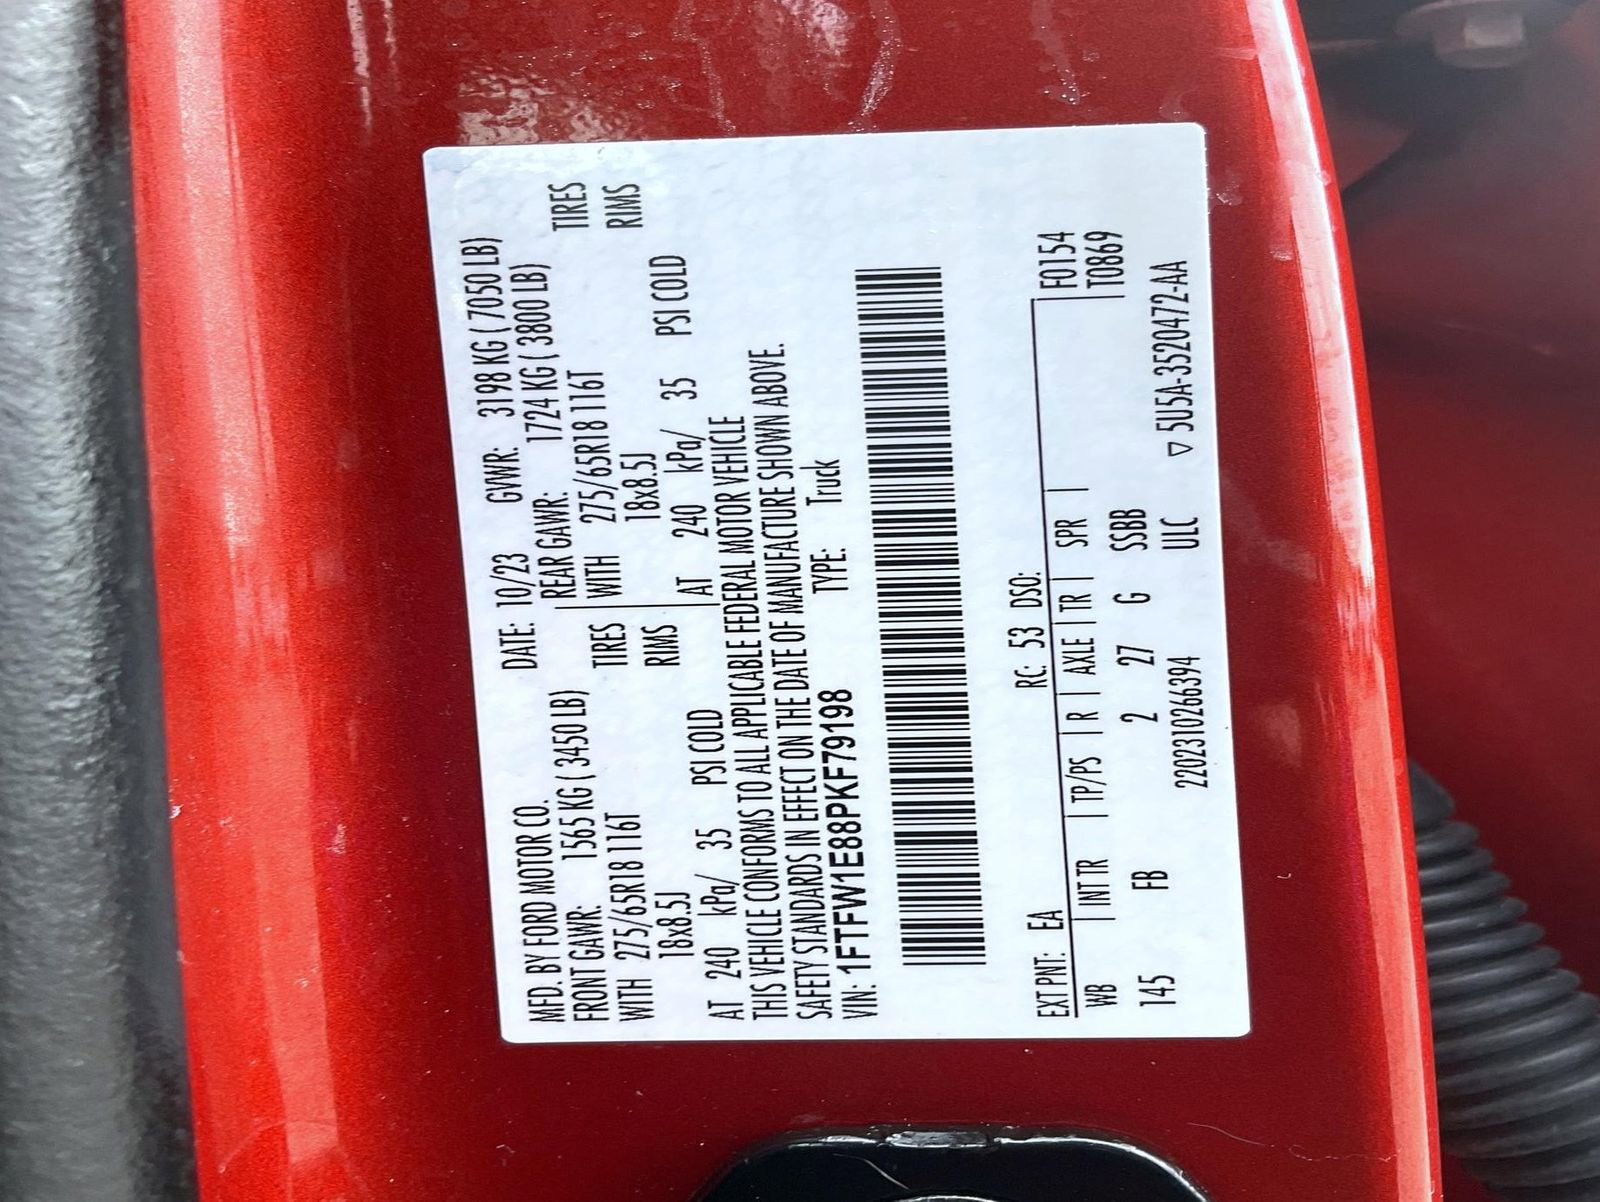 MFD. BY FORD MOTOR CO. DATE: 10/23 GVWR: 3198 KG ( 7050 LB)
FRONT GAWR: 1565 KG ( 3450 LB) REAR GAWR: 1724 KG ( 3800 LB)
WITH 275/65R18 116T TIRES WITH 275/65R18 116T TIRES
18x8.5J RIMS 18x8.5J RIMS
AT 240 kPa/ 35 PSI COLD AT 240 kPa/ 35 PSI COLD
THIS VEHICLE CONFORMS TO ALL APPLICABLE FEDERAL MOTOR VEHICLE
SAFETY STANDARDS IN EFFECT ON THE DATE OF MANUFACTURE SHOWN ABOVE.
VIN: 1FTFW1E88PKF79198 TYPE: Truck
EXT PNT: EA RC: 53 DSO: F0154
WB | INT TR | TP/PS | R | AXLE | TR | SPR | T0869
145 FB 2 27 G SSBB
2202310266394 ULC ▽ 5U5A-3520472-AA